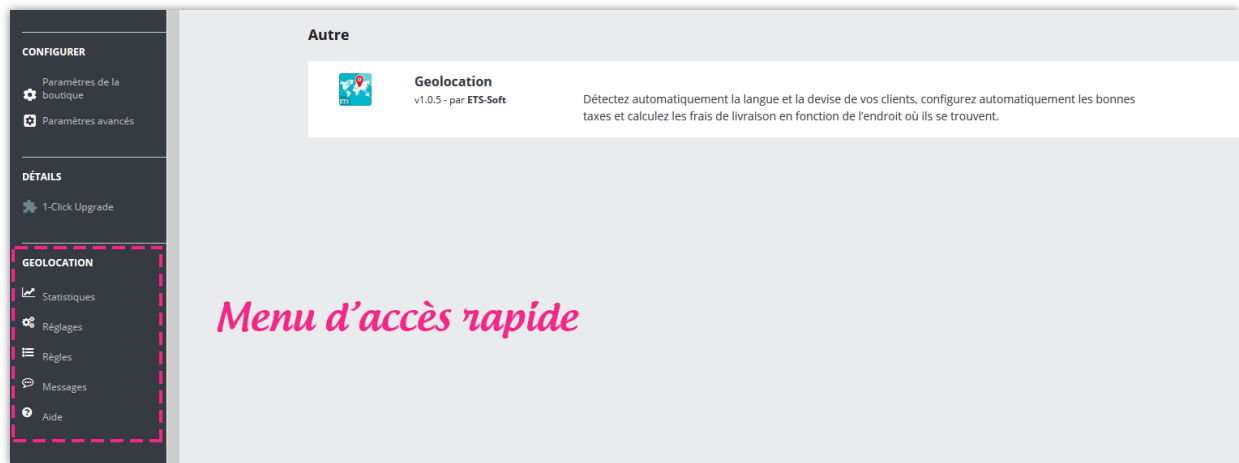 CONFIGURER
Paramètres de la
boutique
Paramètres avancés
DÉTAILS
1-Click Upgrade
GEOLOCATION
Statistiques
Réglages
Règles
Messages
Aide
Autre
ETS
Geolocation
v1.0.5 - par ETS-Soft
Détectez automatiquement la langue et la devise de vos clients, configurez automatiquement les bonnes
taxes et calculez les frais de livraison en fonction de l'endroit où ils se trouvent.
Menu d'accès rapide